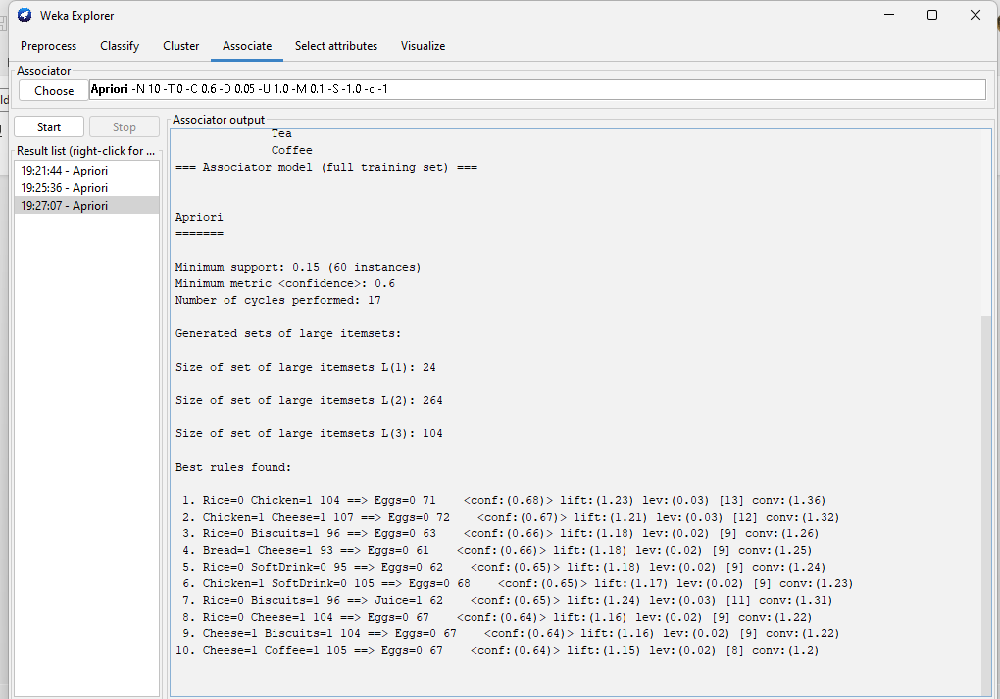 Weka Explorer
Preprocess Classify Cluster Associate Select attributes Visualize
Associator
Choose Apriori -N 10 -T 0 -C 0.6 -D 0.05 -U 1.0 -M 0.1 -S -1.0 -c -1
Start Stop
Result list (right-click for ...
19:21:44 - Apriori
19:25:36 - Apriori
19:27:07 - Apriori
Associator output
Tea
Coffee
=== Associator model (full training set) ===
Apriori
=======
Minimum support: 0.15 (60 instances)
Minimum metric <confidence>: 0.6
Number of cycles performed: 17
Generated sets of large itemsets:
Size of set of large itemsets L(1): 24
Size of set of large itemsets L(2): 264
Size of set of large itemsets L(3): 104
Best rules found:
1. Rice=0 Chicken=1 104 ==> Eggs=0 71 <conf:(0.68)> lift:(1.23) lev:(0.03) [13] conv:(1.36)
2. Chicken=1 Cheese=1 107 ==> Eggs=0 72 <conf:(0.67)> lift:(1.21) lev:(0.03) [12] conv:(1.32)
3. Rice=0 Biscuits=1 96 ==> Eggs=0 63 <conf:(0.66)> lift:(1.18) lev:(0.02) [9] conv:(1.26)
4. Bread=1 Cheese=1 93 ==> Eggs=0 61 <conf:(0.66)> lift:(1.18) lev:(0.02) [9] conv:(1.25)
5. Rice=0 SoftDrink=0 95 ==> Eggs=0 62 <conf:(0.65)> lift:(1.18) lev:(0.02) [9] conv:(1.24)
6. Chicken=1 SoftDrink=0 105 ==> Eggs=0 68 <conf:(0.65)> lift:(1.17) lev:(0.02) [9] conv:(1.23)
7. Rice=0 Biscuits=1 96 ==> Juice=1 62 <conf:(0.65)> lift:(1.24) lev:(0.03) [11] conv:(1.31)
8. Rice=0 Cheese=1 104 ==> Eggs=0 67 <conf:(0.64)> lift:(1.16) lev:(0.02) [9] conv:(1.22)
9. Cheese=1 Biscuits=1 104 ==> Eggs=0 67 <conf:(0.64)> lift:(1.16) lev:(0.02) [9] conv:(1.22)
10. Cheese=1 Coffee=1 105 ==> Eggs=0 67 <conf:(0.64)> lift:(1.15) lev:(0.02) [8] conv:(1.2)